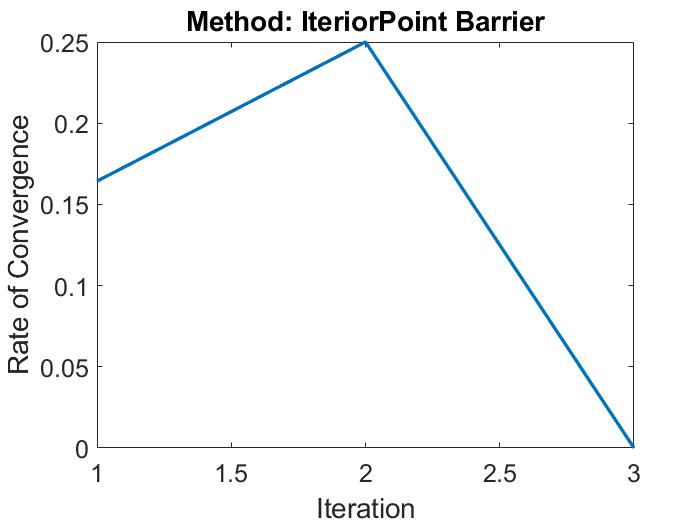 Method: IteriorPoint Barrier
0.25
0.2
0.15
0.1
0.05
0
Rate of Convergence
1 1.5 2 2.5 3
Iteration